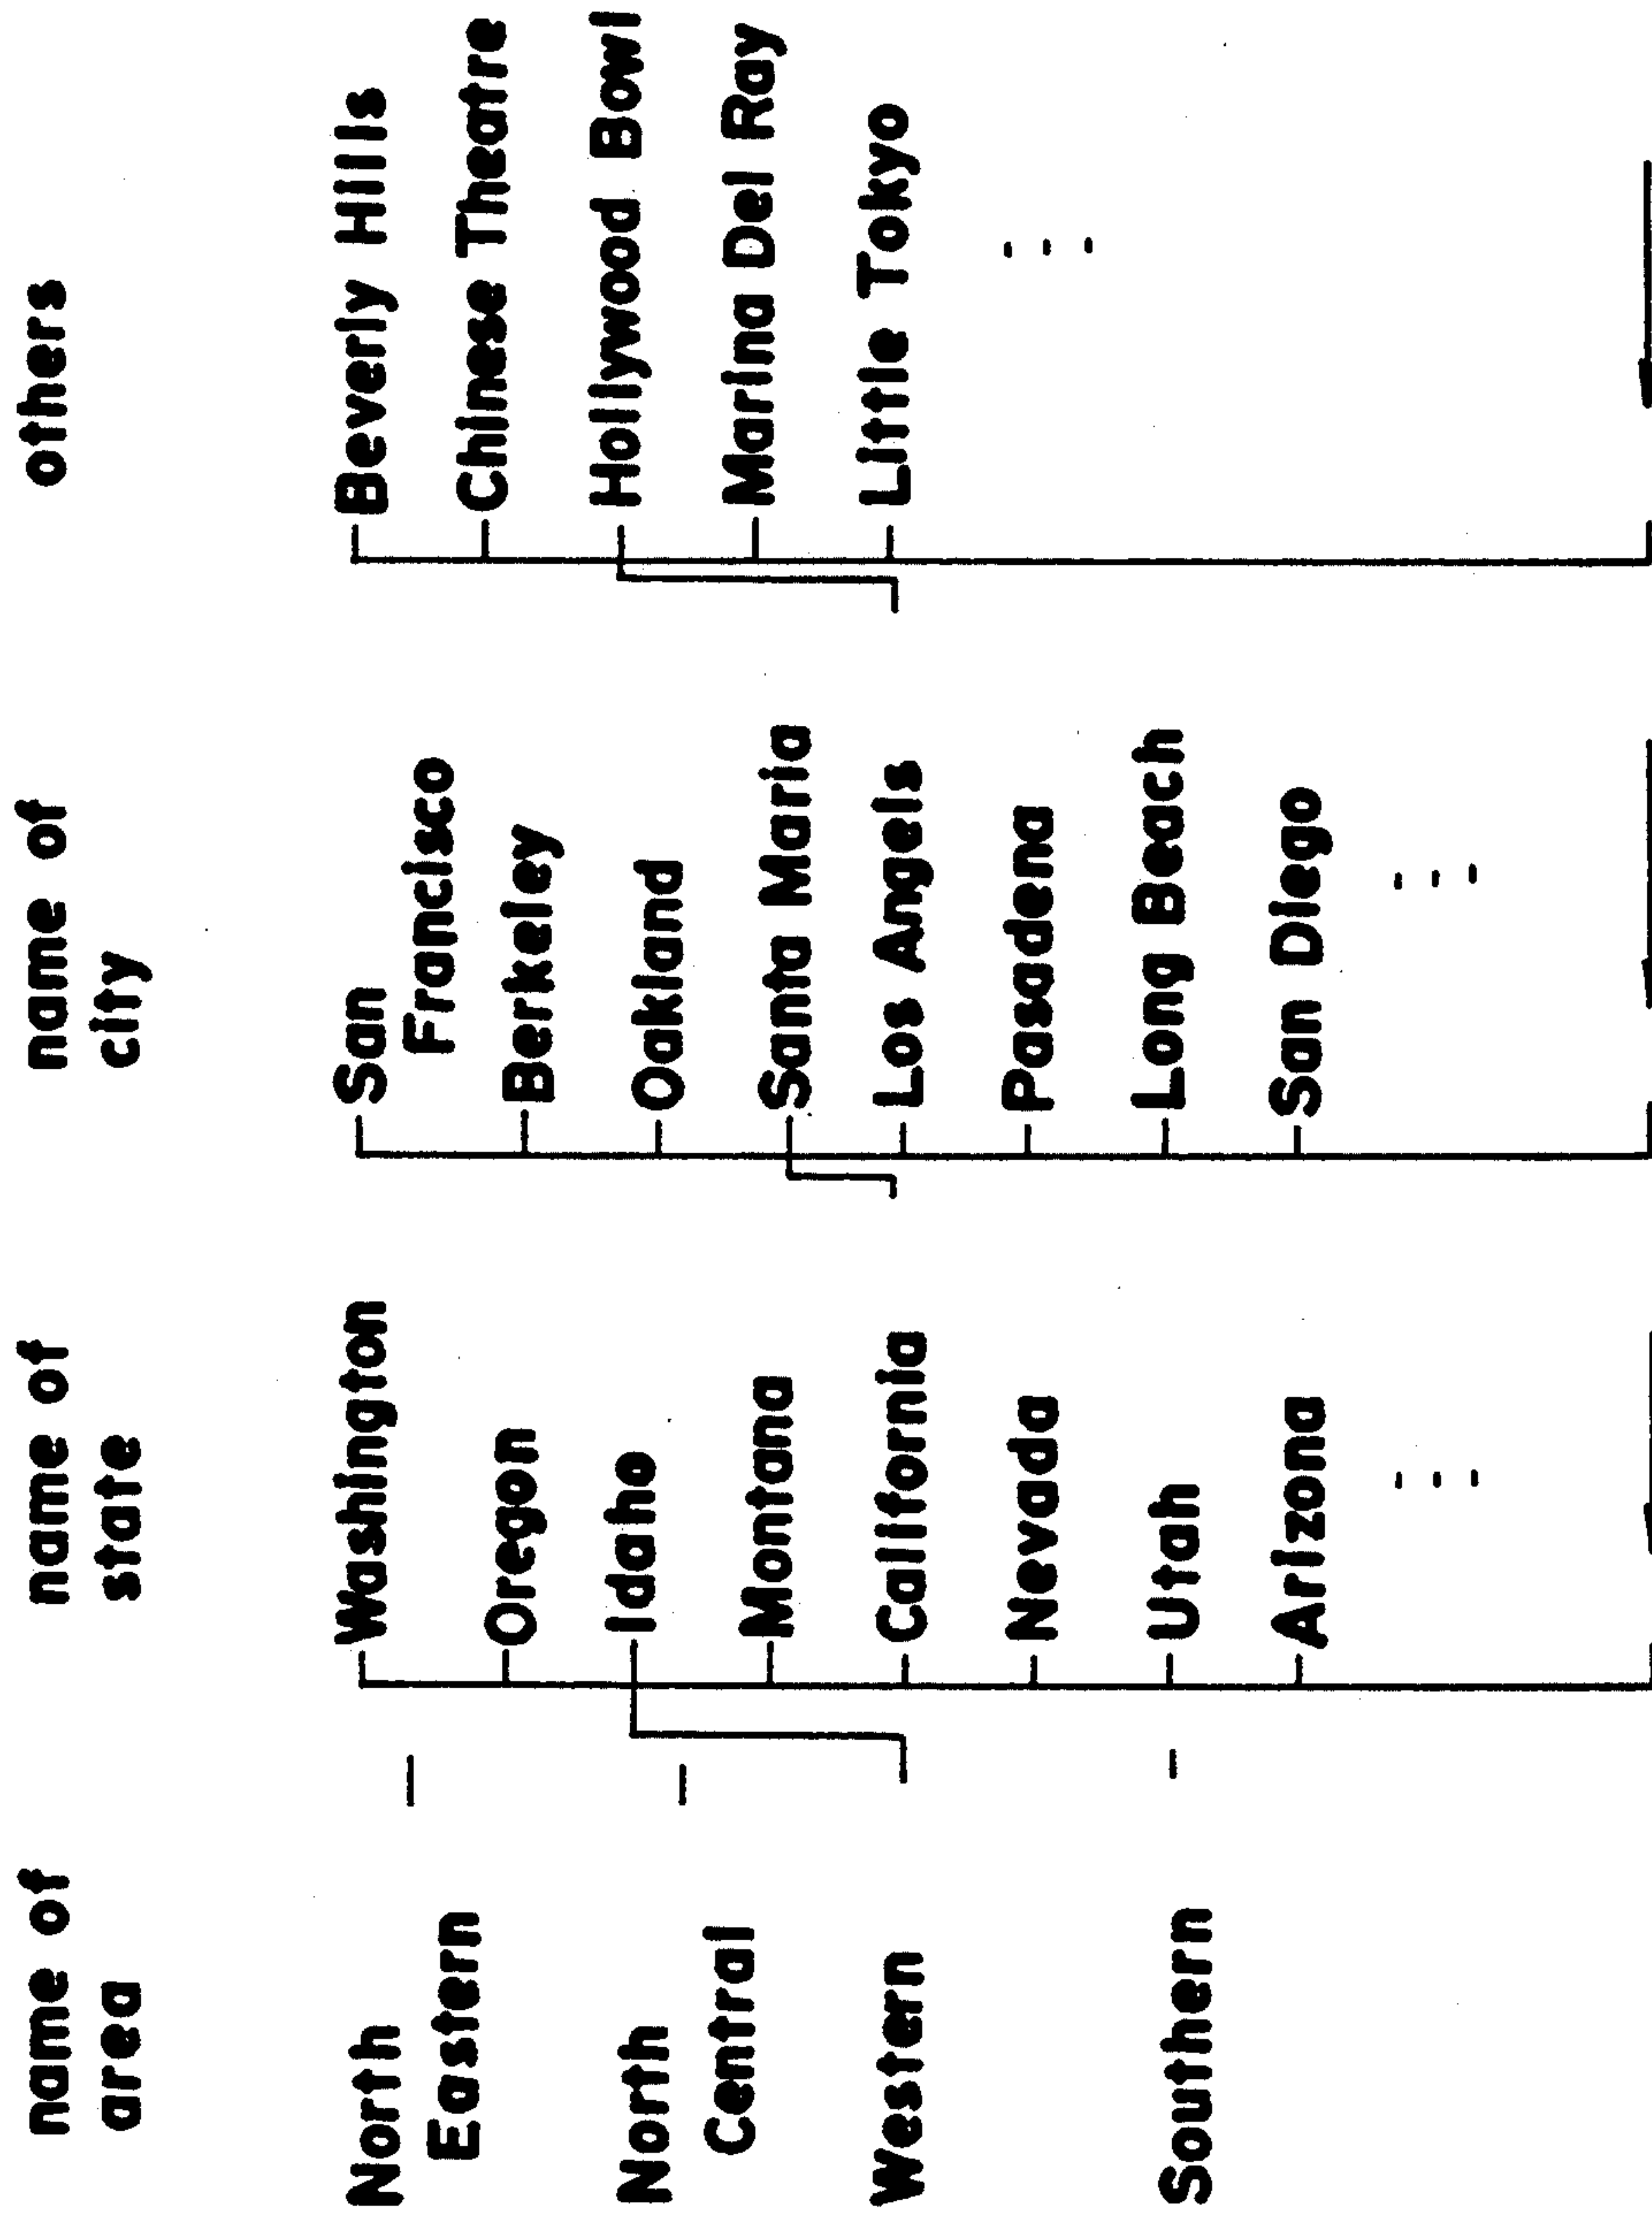 name of
area
name of
state
name of
city
others
North
Eastern
North
Central
Western
Southern
Washington
Oregon
Idaho
Montana
California
Nevada
Utah
Arizona
San
Francisco
Berkeley
Oakland
Santa Maria
Los Angels
Pasadena
Long Beach
San Diego
Beverly Hills
Chinese Theatre
Hollywood Bowl
Marina Del Ray
Little Tokyo